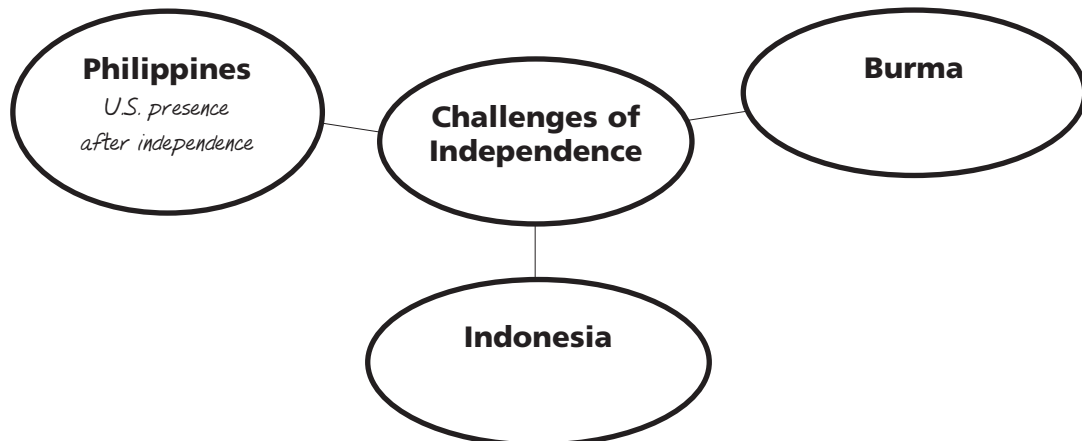 Philippines
U.S. presence
after independence
Challenges of
Independence
Burma
Indonesia